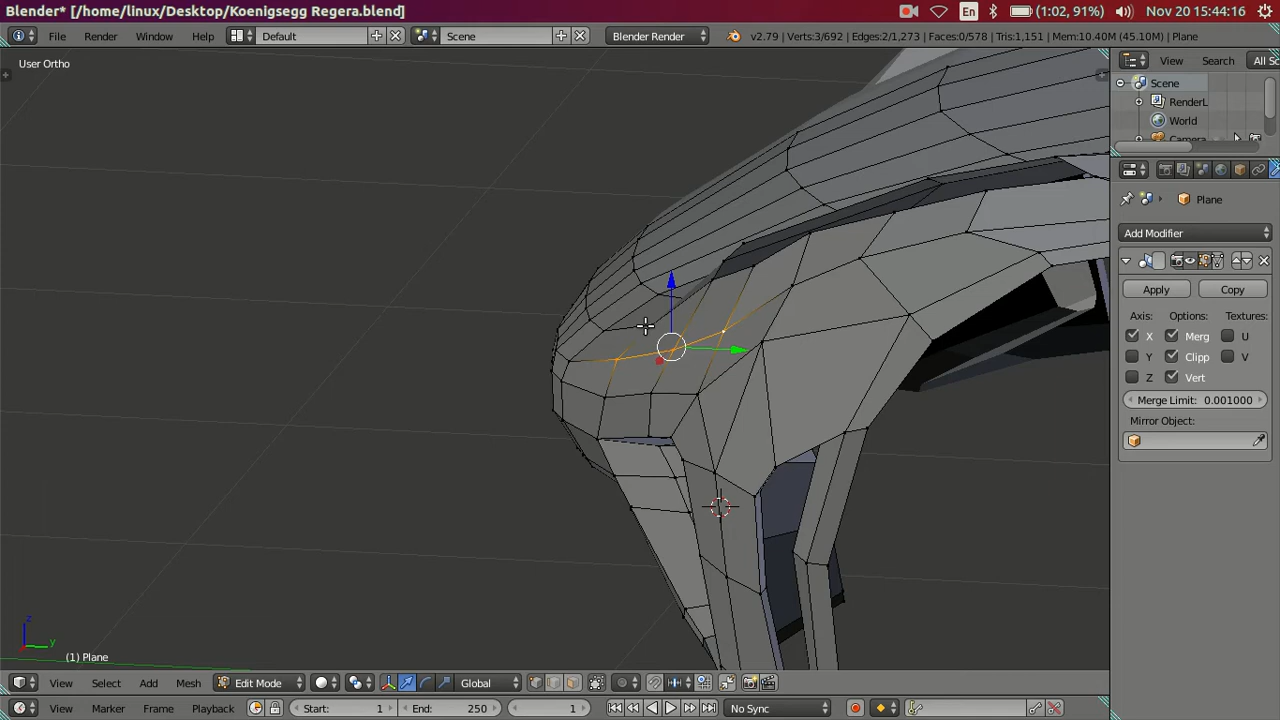 Blender* [/home/linux/Desktop/Koenigsegg Regera.blend]
En
(1:02, 91%)
Nov 20 15:44:16
File Render Window Help
Default
Scene
Blender Render
v2.79 | Verts:3/692 | Edges:2/1,273 | Faces:0/578 | Tris:1,151 | Mem:10.40M (45.10M) | Plane
User Ortho
View Search All Sc
Scene
RenderL
World
Camera
Plane
Add Modifier
Apply Copy
Axis: Options: Textures:
X Merg U
Y Clipp V
Z Vert
Merge Limit: 0.001000
Mirror Object:
z
y
(1) Plane
View Select Add Mesh
Edit Mode
Global
View Marker Frame Playback
Start: 1
End: 250
1
No Sync